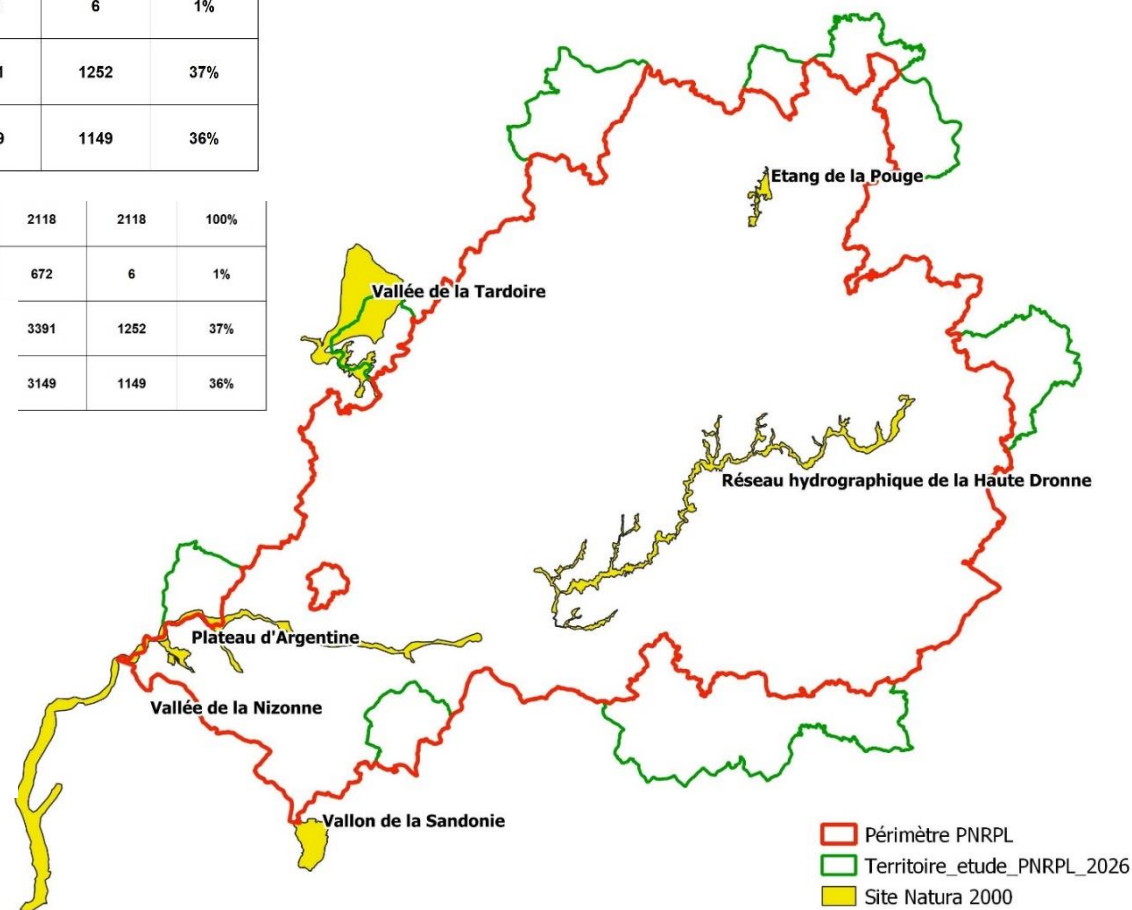 6 1%
1252 37%
1149 36%
2118 2118 100%
672 6 1%
3391 1252 37%
3149 1149 36%
Etang de la Pouge
Vallée de la Tardoire
Réseau hydrographique de la Haute Dronne
Plateau d'Argentine
Vallée de la Nizonne
Vallon de la Sandonie
Périmètre PNRPL
Territoire_etude_PNRPL_2026
Site Natura 2000